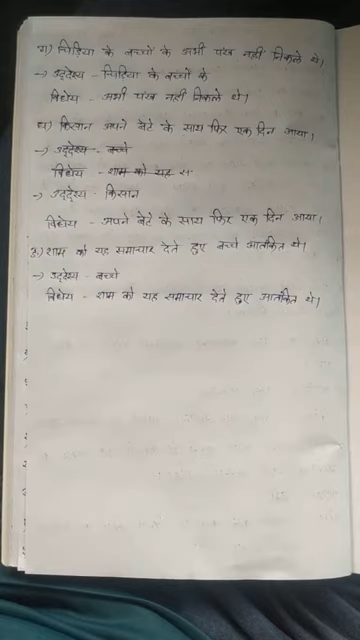 ग) चिड़िया के बच्चों के अभी पंख नहीं निकले थे।
→ उद्देश्य - चिड़िया के बच्चों के
विधेय - अभी पंख नहीं निकले थे।
घ) किसान अपने बेटे के साथ फिर एक दिन आया।
→ उद्देश्य - बच्चे
विधेय - शाम को यह स
→ उद्देश्य - किसान
विधेय - अपने बेटे के साथ फिर एक दिन आया।
ङ) शाम को यह समाचार देते हुए बच्चे आतंकित थे।
→ उद्देश्य - बच्चे
विधेय - शाम को यह समाचार देते हुए आतंकित थे।